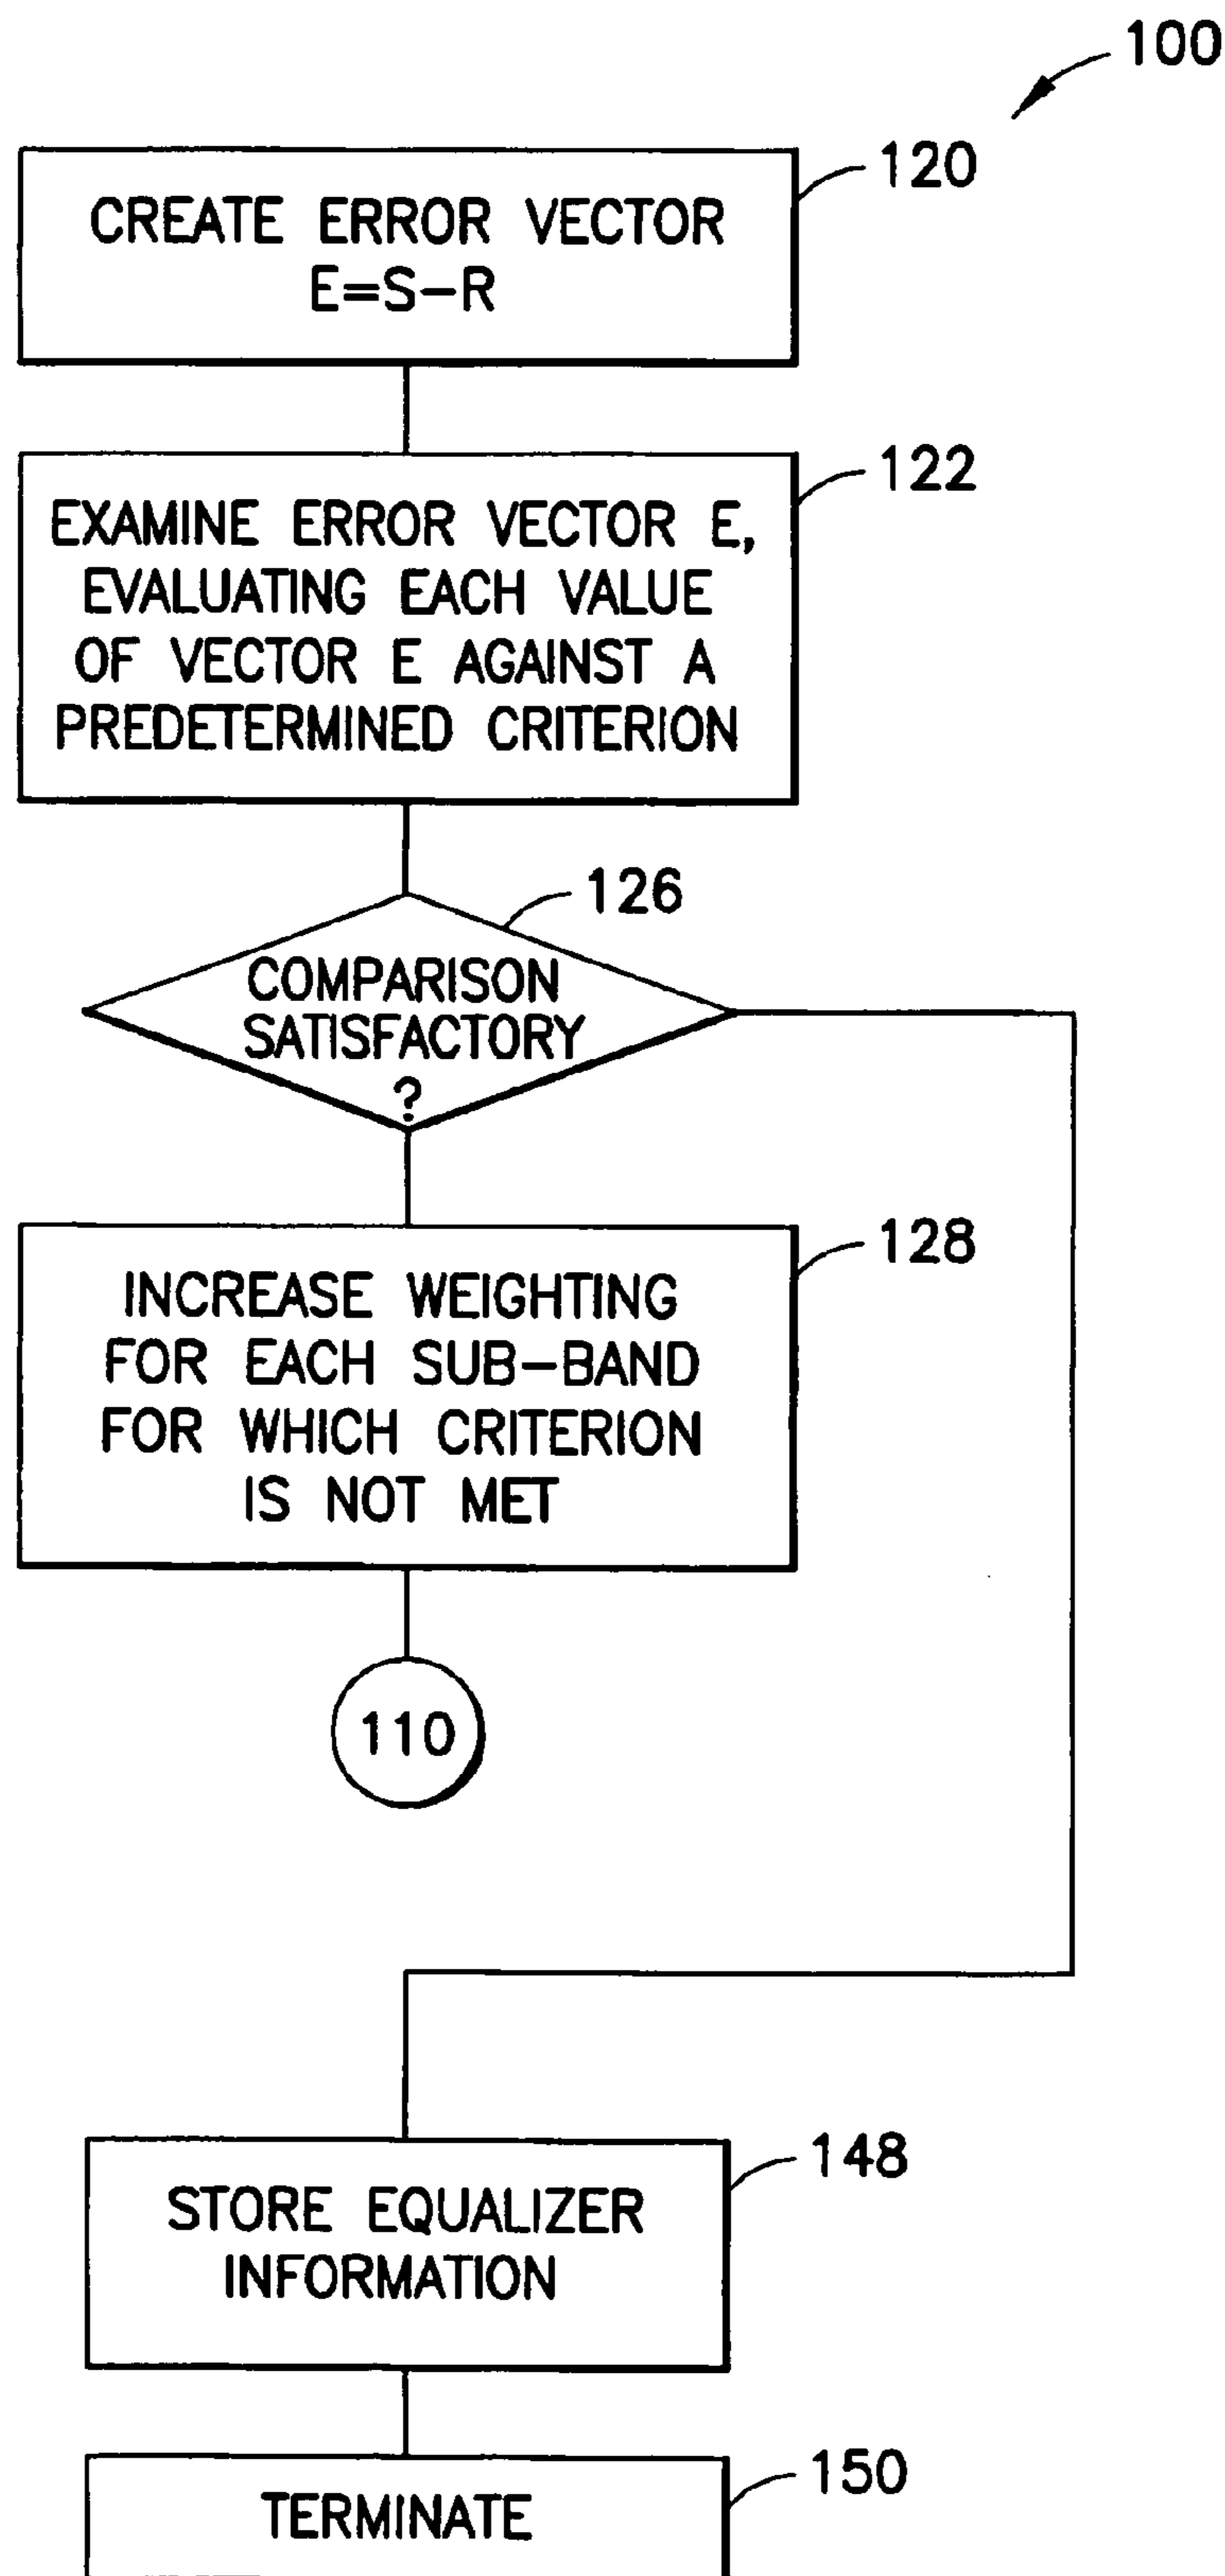 100
120
CREATE ERROR VECTOR
E=S-R
122
EXAMINE ERROR VECTOR E,
EVALUATING EACH VALUE
OF VECTOR E AGAINST A
PREDETERMINED CRITERION
126
COMPARISON
SATISFACTORY
?
128
INCREASE WEIGHTING
FOR EACH SUB-BAND
FOR WHICH CRITERION
IS NOT MET
110
148
STORE EQUALIZER
INFORMATION
150
TERMINATE